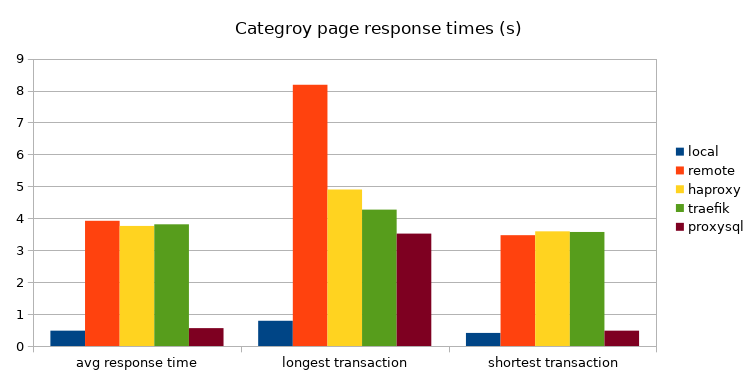 Categroy page response times (s)
9
8
7
6
5
4
3
2
1
0
avg response time
longest transaction
shortest transaction
local
remote
haproxy
traefik
proxysql